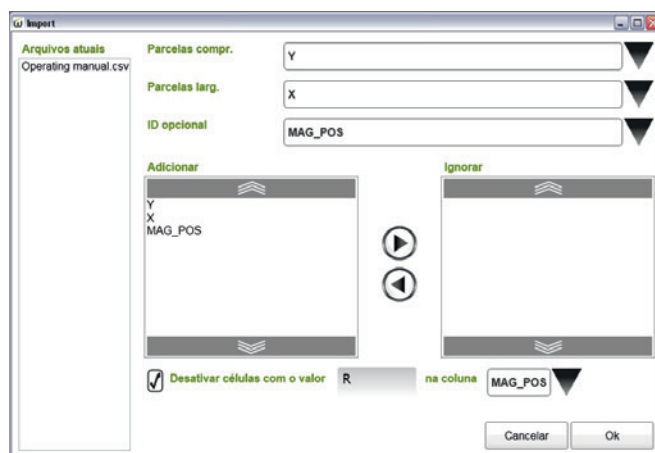 Import
Arquivos atuais
Operating manual.csv
Parcelas compr.
Y
Parcelas larg.
X
ID opcional
MAG_POS
Adicionar
Ignorar
Y
X
MAG_POS
Desativar células com o valor R na coluna MAG_POS
Cancelar Ok